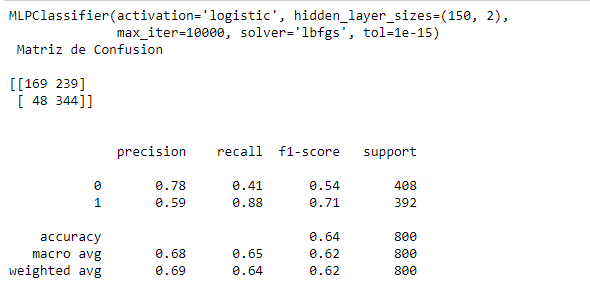 MLPClassifier(activation='logistic', hidden_layer_sizes=(150, 2),
max_iter=10000, solver='lbfgs', tol=1e-15)
Matriz de Confusion
[[169 239]
[ 48 344]]
precision recall f1-score support
0 0.78 0.41 0.54 408
1 0.59 0.88 0.71 392
accuracy 0.64 800
macro avg 0.68 0.65 0.62 800
weighted avg 0.69 0.64 0.62 800